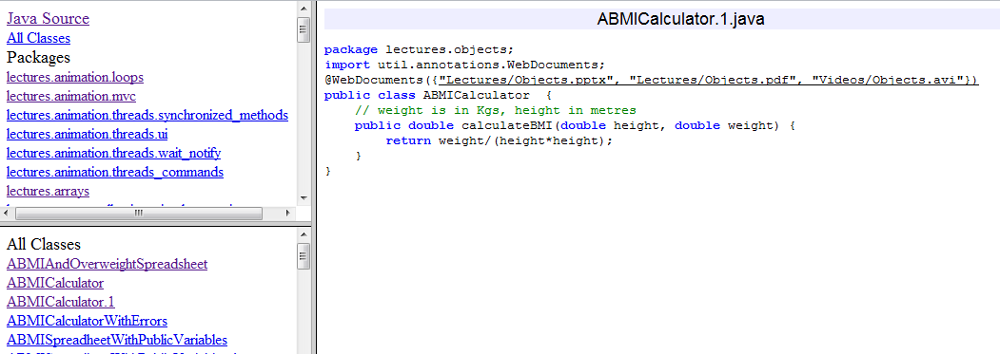 Java Source
All Classes
Packages
lectures.animation.loops
lectures.animation.mvc
lectures.animation.threads.synchronized_methods
lectures.animation.threads.ui
lectures.animation.threads.wait_notify
lectures.animation.threads_commands
lectures.arrays
All Classes
ABMIAndOverweightSpreadsheet
ABMICalculator
ABMICalculator.1
ABMICalculatorWithErrors
ABMISpreadheetWithPublicVariables
ABMICalculator.1.java
package lectures.objects;
import util.annotations.WebDocuments;
@WebDocuments({"Lectures/Objects.pptx", "Lectures/Objects.pdf", "Videos/Objects.avi"})
public class ABMICalculator  {
    // weight is in Kgs, height in metres
    public double calculateBMI(double height, double weight) {
        return weight/(height*height);
    }
}